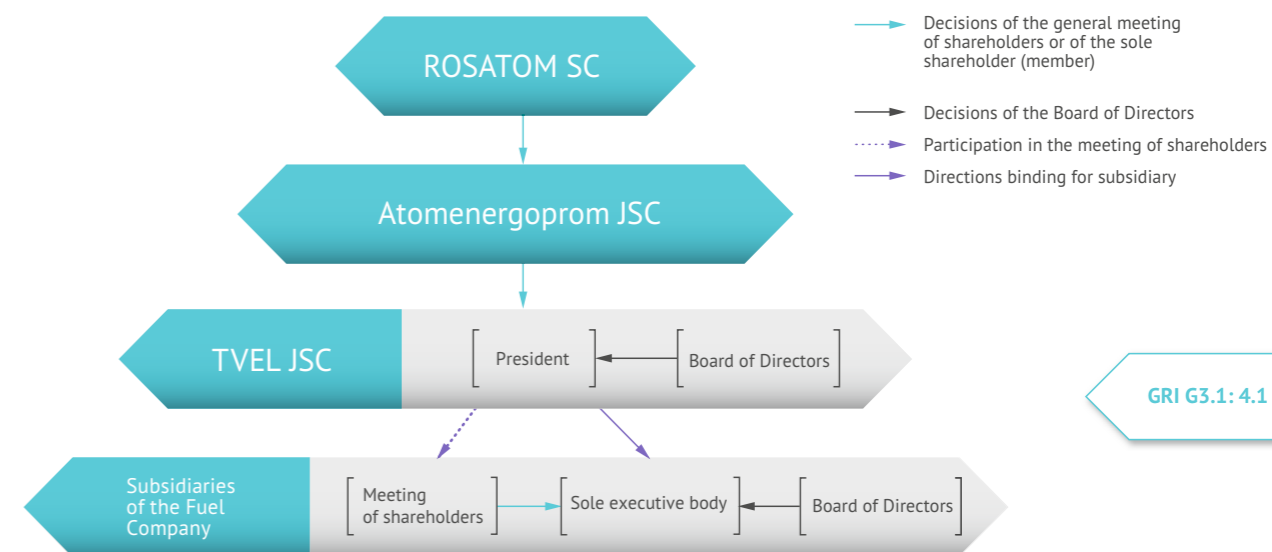 ROSATOM SC
Decisions of the general meeting
of shareholders or of the sole
shareholder (member)
Decisions of the Board of Directors
Participation in the meeting of shareholders
Directions binding for subsidiary
Atomenergoprom JSC
TVEL JSC
President
Board of Directors
GRI G3.1: 4.1
Subsidiaries
of the Fuel
Company
Meeting
of shareholders
Sole executive body
Board of Directors